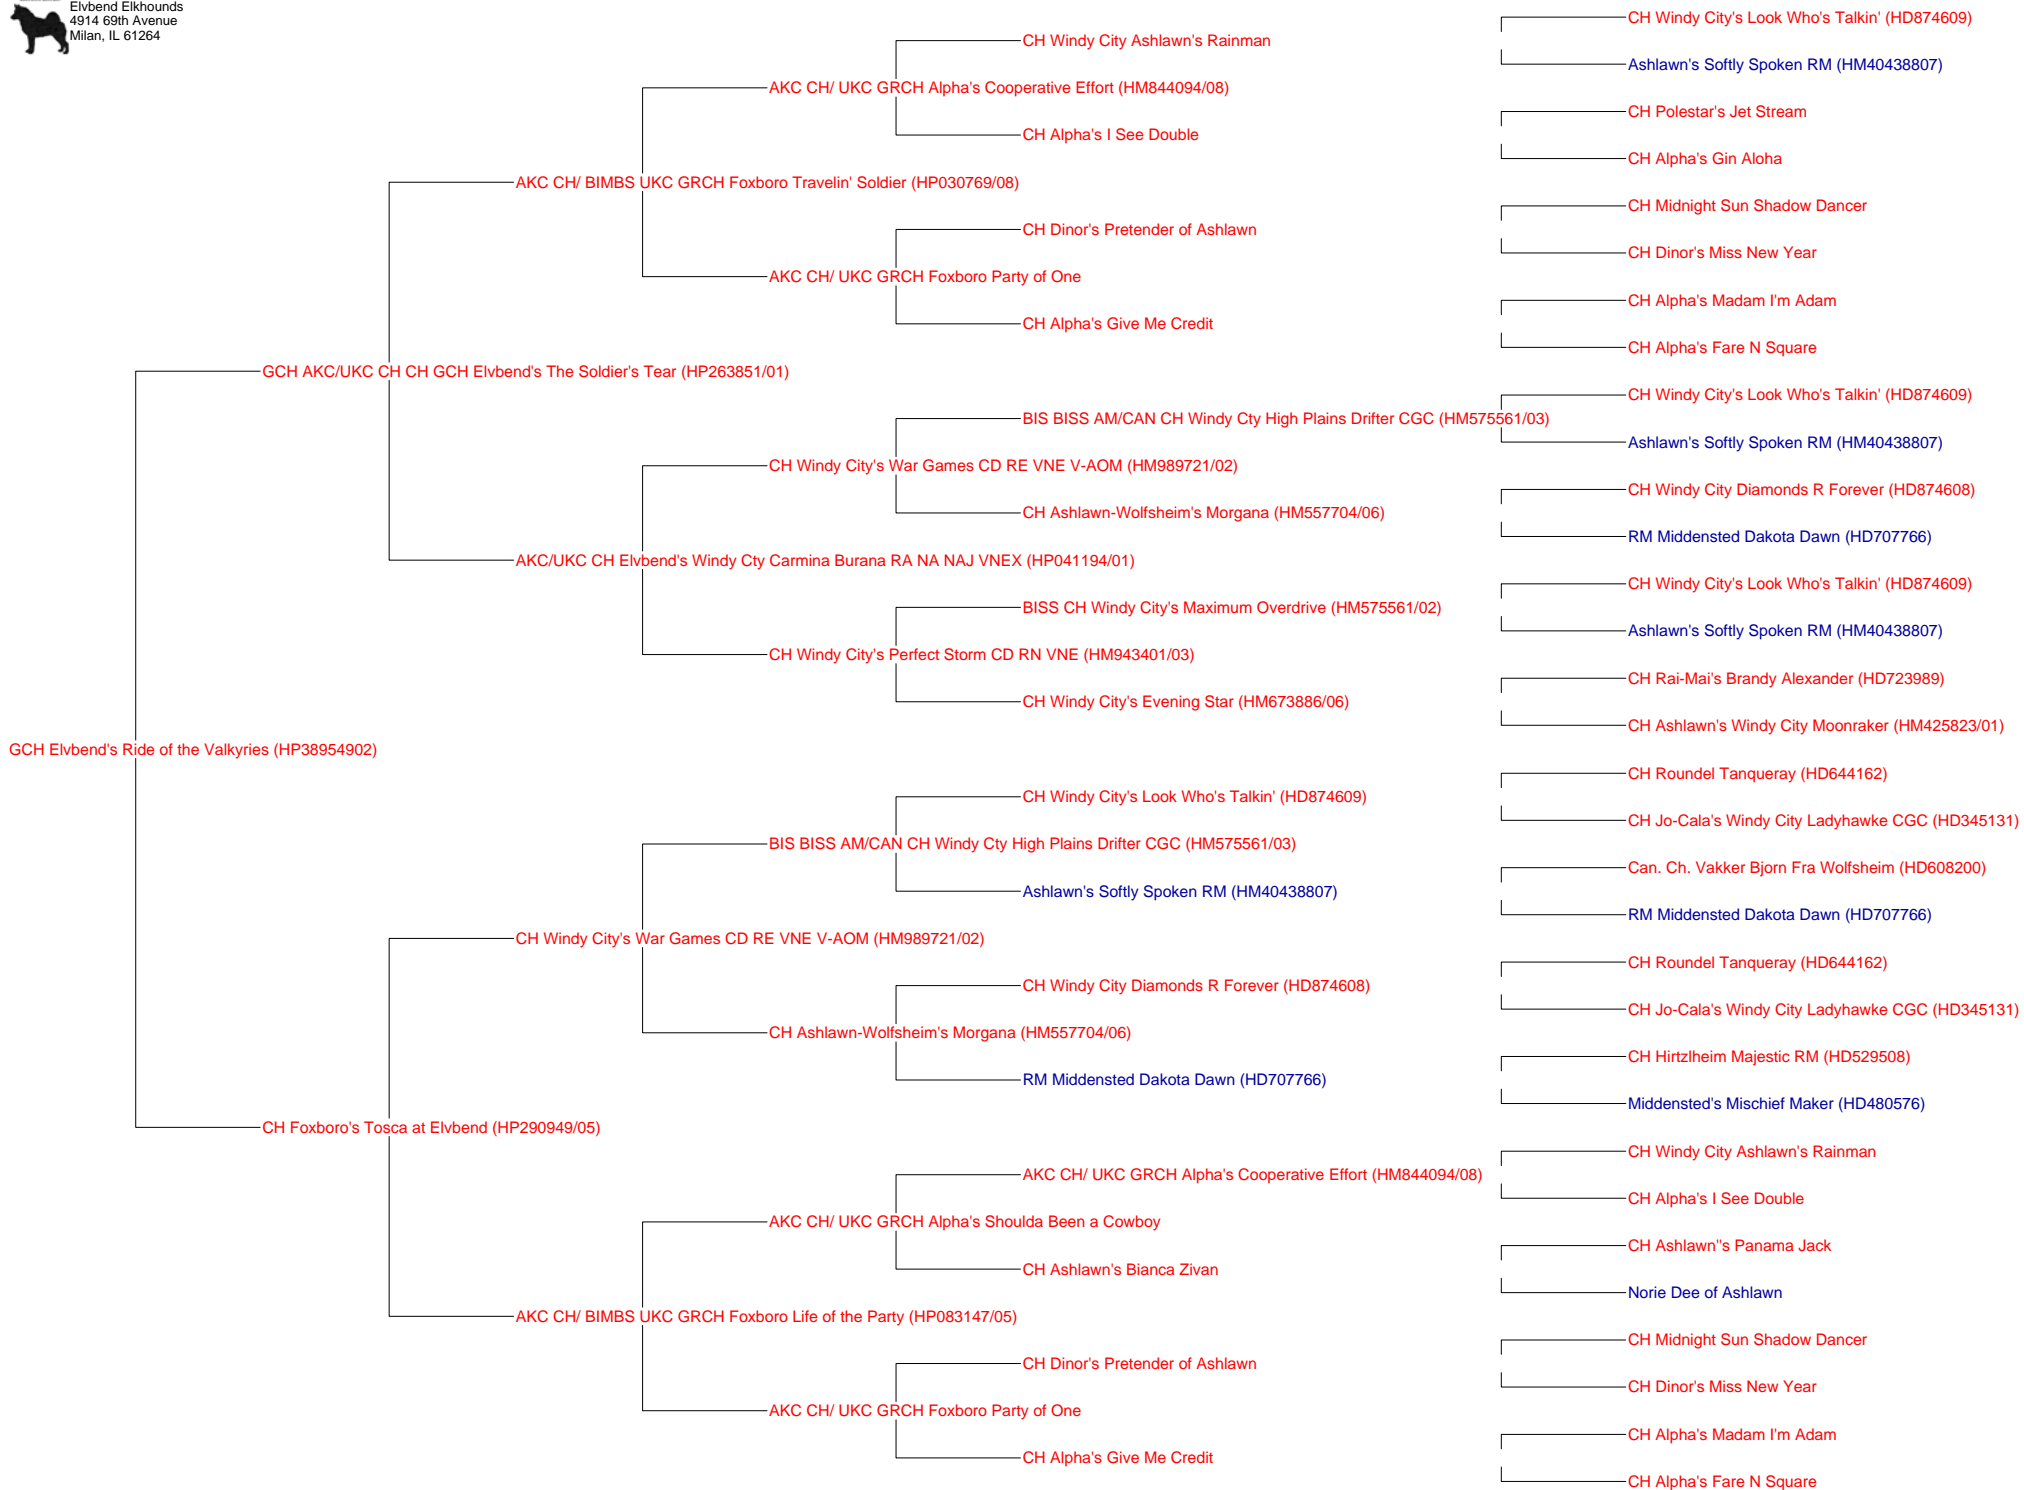 Elvbend Elkhounds
4914 69th Avenue
Milan, IL 61264
CH Windy City's Look Who's Talkin' (HD874609)
CH Windy City Ashlawn's Rainman
Ashlawn's Softly Spoken RM (HM40438807)
AKC CH/ UKC GRCH Alpha's Cooperative Effort (HM844094/08)
CH Polestar's Jet Stream
CH Alpha's I See Double
CH Alpha's Gin Aloha
AKC CH/ BIMBS UKC GRCH Foxboro Travelin' Soldier (HP030769/08)
CH Midnight Sun Shadow Dancer
CH Dinor's Pretender of Ashlawn
CH Dinor's Miss New Year
AKC CH/ UKC GRCH Foxboro Party of One
CH Alpha's Madam I'm Adam
CH Alpha's Give Me Credit
CH Alpha's Fare N Square
GCH AKC/UKC CH CH GCH Elvbend's The Soldier's Tear (HP263851/01)
CH Windy City's Look Who's Talkin' (HD874609)
BIS BISS AM/CAN CH Windy Cty High Plains Drifter CGC (HM575561/03)
Ashlawn's Softly Spoken RM (HM40438807)
CH Windy City's War Games CD RE VNE V-AOM (HM989721/02)
CH Windy City Diamonds R Forever (HD874608)
CH Ashlawn-Wolfsheim's Morgana (HM557704/06)
RM Middensted Dakota Dawn (HD707766)
AKC/UKC CH Elvbend's Windy Cty Carmina Burana RA NA NAJ VNEX (HP041194/01)
CH Windy City's Look Who's Talkin' (HD874609)
BISS CH Windy City's Maximum Overdrive (HM575561/02)
Ashlawn's Softly Spoken RM (HM40438807)
CH Windy City's Perfect Storm CD RN VNE (HM943401/03)
CH Rai-Mai's Brandy Alexander (HD723989)
CH Windy City's Evening Star (HM673886/06)
CH Ashlawn's Windy City Moonraker (HM425823/01)
GCH Elvbend's Ride of the Valkyries (HP38954902)
CH Roundel Tanqueray (HD644162)
CH Windy City's Look Who's Talkin' (HD874609)
CH Jo-Cala's Windy City Ladyhawke CGC (HD345131)
BIS BISS AM/CAN CH Windy Cty High Plains Drifter CGC (HM575561/03)
Can. Ch. Vakker Bjorn Fra Wolfsheim (HD608200)
Ashlawn's Softly Spoken RM (HM40438807)
RM Middensted Dakota Dawn (HD707766)
CH Windy City's War Games CD RE VNE V-AOM (HM989721/02)
CH Roundel Tanqueray (HD644162)
CH Windy City Diamonds R Forever (HD874608)
CH Jo-Cala's Windy City Ladyhawke CGC (HD345131)
CH Ashlawn-Wolfsheim's Morgana (HM557704/06)
CH Hirtzlheim Majestic RM (HD529508)
RM Middensted Dakota Dawn (HD707766)
Middensted's Mischief Maker (HD480576)
CH Foxboro's Tosca at Elvbend (HP290949/05)
CH Windy City Ashlawn's Rainman
AKC CH/ UKC GRCH Alpha's Cooperative Effort (HM844094/08)
CH Alpha's I See Double
AKC CH/ UKC GRCH Alpha's Shoulda Been a Cowboy
CH Ashlawn"s Panama Jack
CH Ashlawn's Bianca Zivan
Norie Dee of Ashlawn
AKC CH/ BIMBS UKC GRCH Foxboro Life of the Party (HP083147/05)
CH Midnight Sun Shadow Dancer
CH Dinor's Pretender of Ashlawn
CH Dinor's Miss New Year
AKC CH/ UKC GRCH Foxboro Party of One
CH Alpha's Madam I'm Adam
CH Alpha's Give Me Credit
CH Alpha's Fare N Square